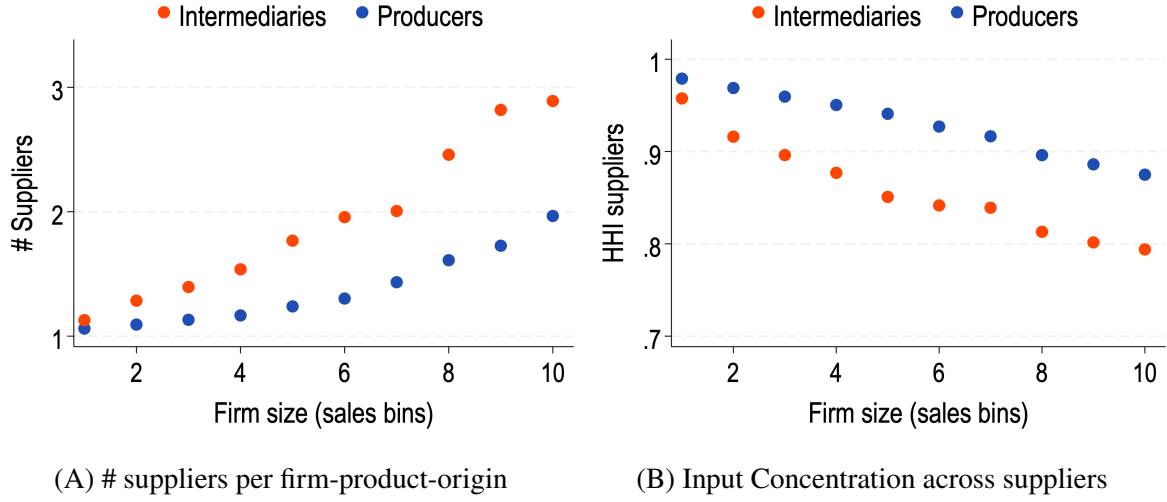 Intermediaries Producers
3
2
1
# Suppliers
2 4 6 8 10
Firm size (sales bins)
(A) # suppliers per firm-product-origin
Intermediaries Producers
1
.9
.8
.7
HHI suppliers
2 4 6 8 10
Firm size (sales bins)
(B) Input Concentration across suppliers